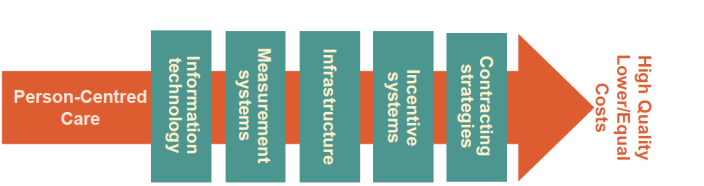 Person-Centred
Care
Information
technology
Measurement
systems
Infrastructure
Incentive
systems
Contracting
strategies
High Quality
Lower/Equal
Costs